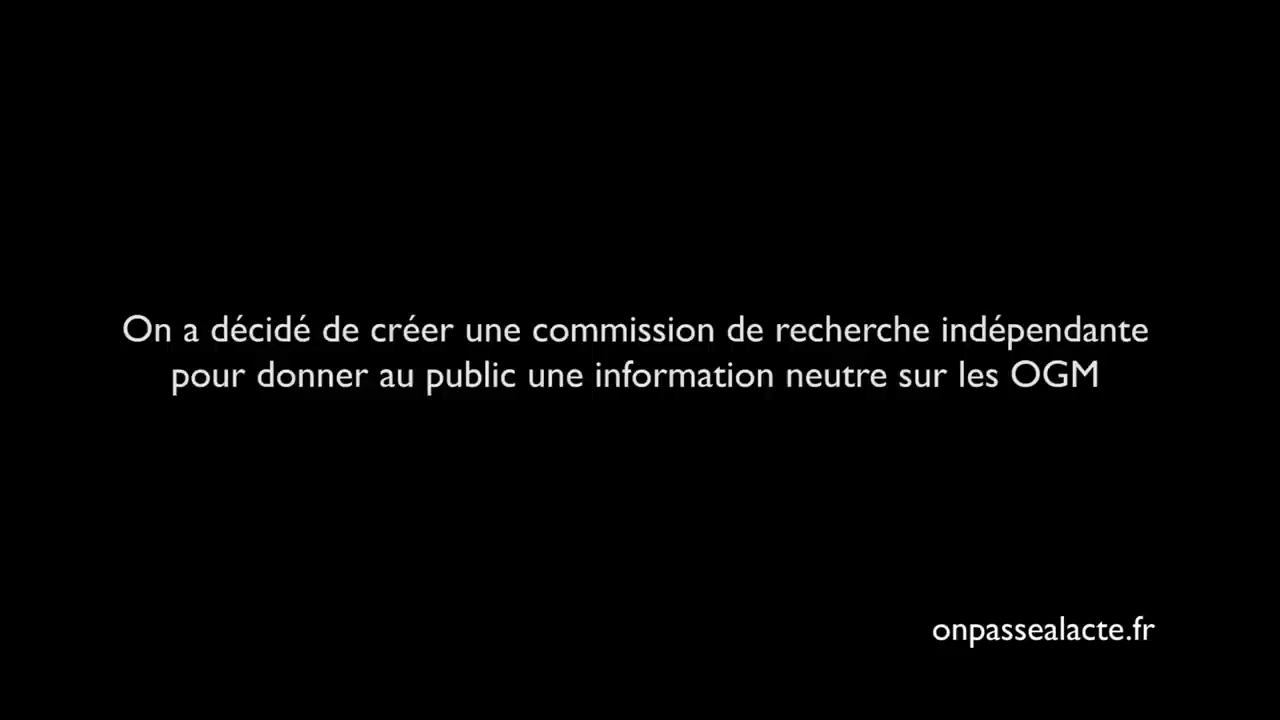 On a décidé de créer une commission de recherche indépendante
pour donner au public une information neutre sur les OGM
onpassealacte.fr